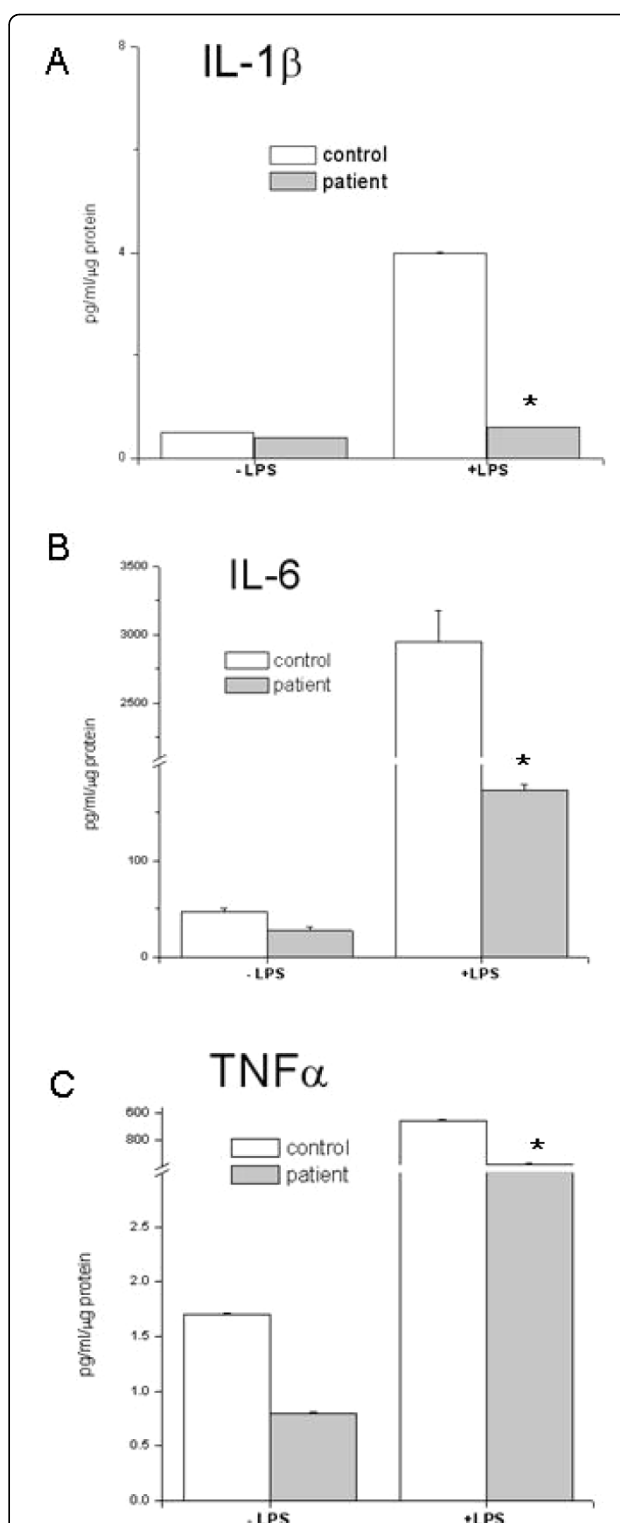 A
IL-1β
8
control
patient
4
pg/ml/μg protein
0
- LPS
+LPS
*
B
IL-6
3500
3000
2500
control
patient
pg/ml/μg protein
100
0
- LPS
+LPS
*
C
TNFα
600
800
control
patient
2.5
2.0
1.5
1.0
0.5
0.0
pg/ml/μg protein
- LPS
+LPS
*